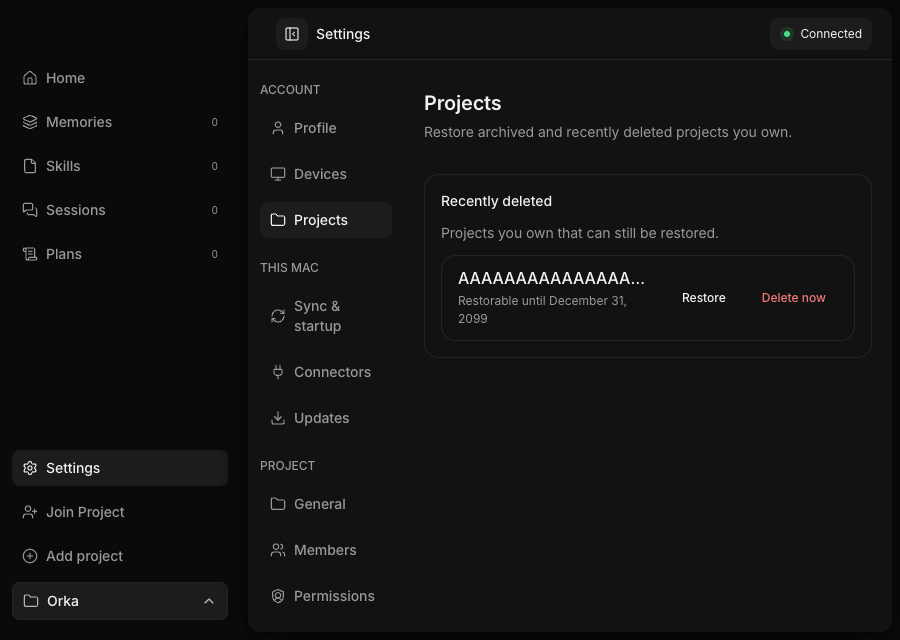 Home
Memories 0
Skills 0
Sessions 0
Plans 0
Settings
Join Project
Add project
Orka
Settings
Connected
ACCOUNT
Profile
Devices
Projects
THIS MAC
Sync &
startup
Connectors
Updates
PROJECT
General
Members
Permissions
Projects
Restore archived and recently deleted projects you own.
Recently deleted
Projects you own that can still be restored.
AAAAAAAAAAAAAAA...
Restorable until December 31,
2099
Restore
Delete now